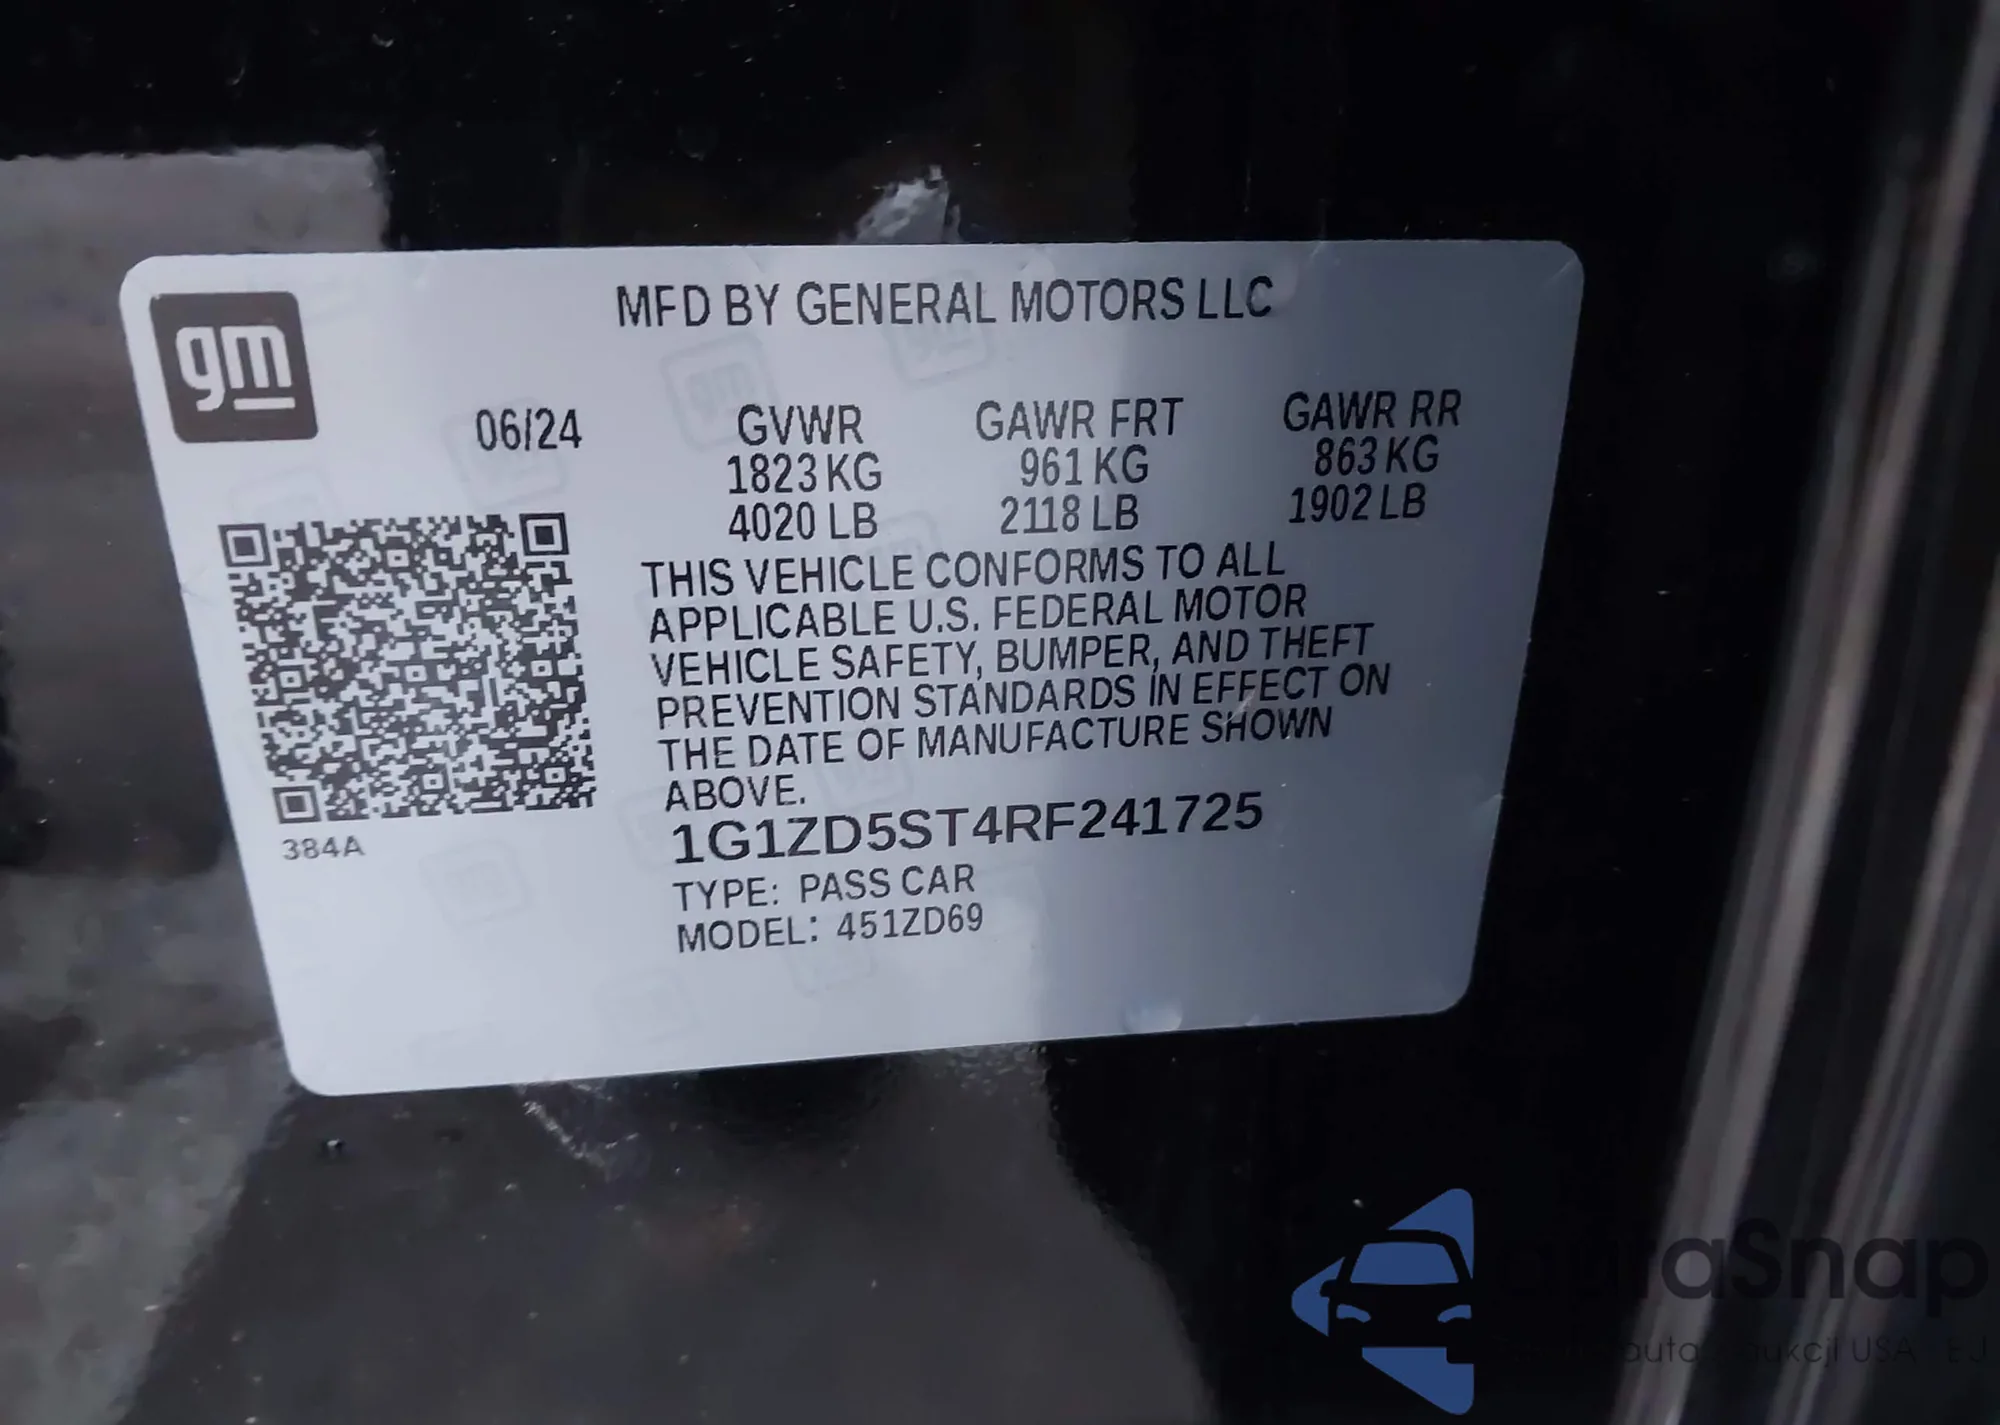 gm
MFD BY GENERAL MOTORS LLC
06/24
GVWR
1823 KG
4020 LB
GAWR FRT
961 KG
2118 LB
GAWR RR
863 KG
1902 LB
THIS VEHICLE CONFORMS TO ALL
APPLICABLE U.S. FEDERAL MOTOR
VEHICLE SAFETY, BUMPER, AND THEFT
PREVENTION STANDARDS IN EFFECT ON
THE DATE OF MANUFACTURE SHOWN
ABOVE.
1G1ZD5ST4RF241725
TYPE: PASS CAR
MODEL: 451ZD69
384A
USA